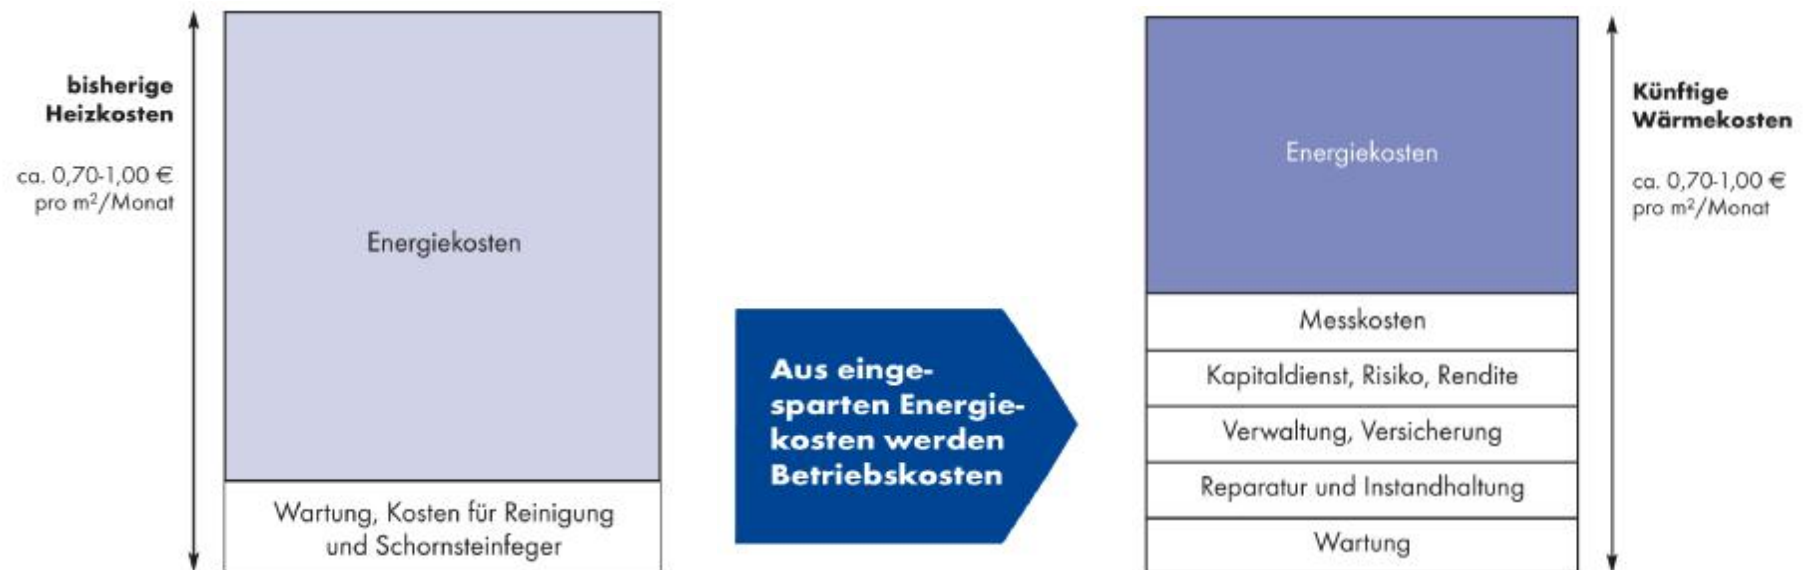 bisherige
Heizkosten
ca. 0,70-1,00 €
pro m²/Monat
Energiekosten
Wartung, Kosten für Reinigung
und Schornsteinfeger
Aus einge-
sparten Energie-
kosten werden
Betriebskosten
Energiekosten
Messkosten
Kapitaldienst, Risiko, Rendite
Verwaltung, Versicherung
Reparatur und Instandhaltung
Wartung
Künftige
Wärmekosten
ca. 0,70-1,00 €
pro m²/Monat